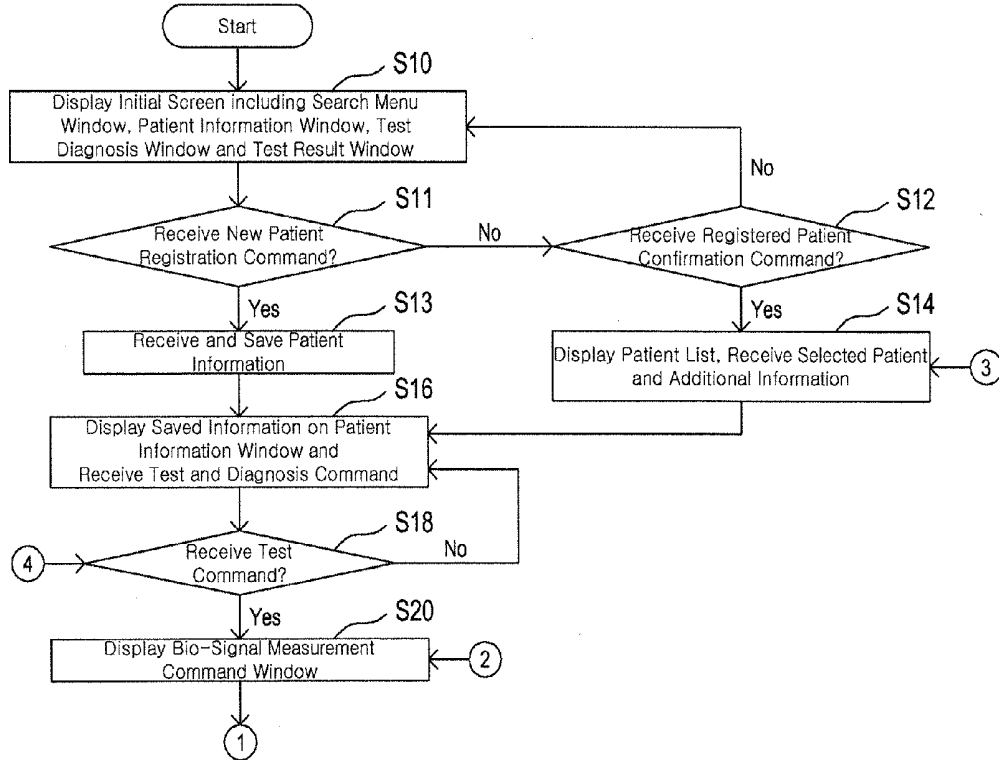 Start
S10
Display Initial Screen including Search Menu
Window, Patient Information Window, Test
Diagnosis Window and Test Result Window
No
S11
S12
Receive New Patient
Registration Command?
No
Receive Registered Patient
Confirmation Command?
Yes
S13
Yes
S14
Receive and Save Patient
Information
Display Patient List, Receive Selected Patient
and Additional Information
3
S16
Display Saved Information on Patient
Information Window and
Receive Test and Diagnosis Command
S18
4
Receive Test
Command?
No
Yes
S20
Display Bio-Signal Measurement
Command Window
2
1